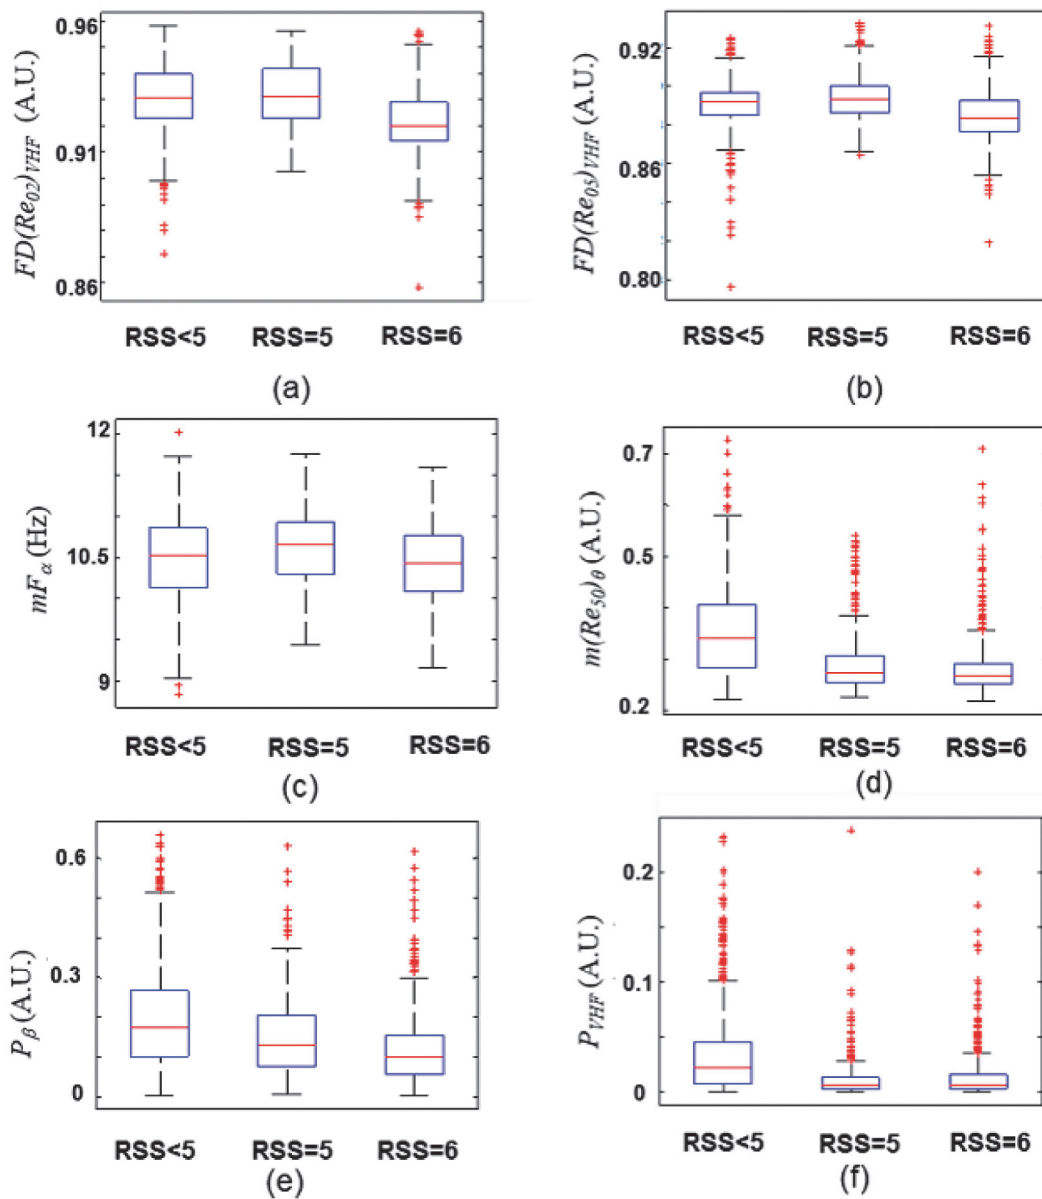 FD(Re02)VHF (A.U.)
0.96
0.91
0.86
RSS<5 RSS=5 RSS=6
(a)
FD(Re05)VHF (A.U.)
0.92
0.86
0.80
RSS<5 RSS=5 RSS=6
(b)
mFα (Hz)
12
10.5
9
RSS<5 RSS=5 RSS=6
(c)
m(Re50)θ (A.U.)
0.7
0.5
0.2
RSS<5 RSS=5 RSS=6
(d)
Pβ (A.U.)
0.6
0.3
0
RSS<5 RSS=5 RSS=6
(e)
PVHF (A.U.)
0.2
0.1
0
RSS<5 RSS=5 RSS=6
(f)